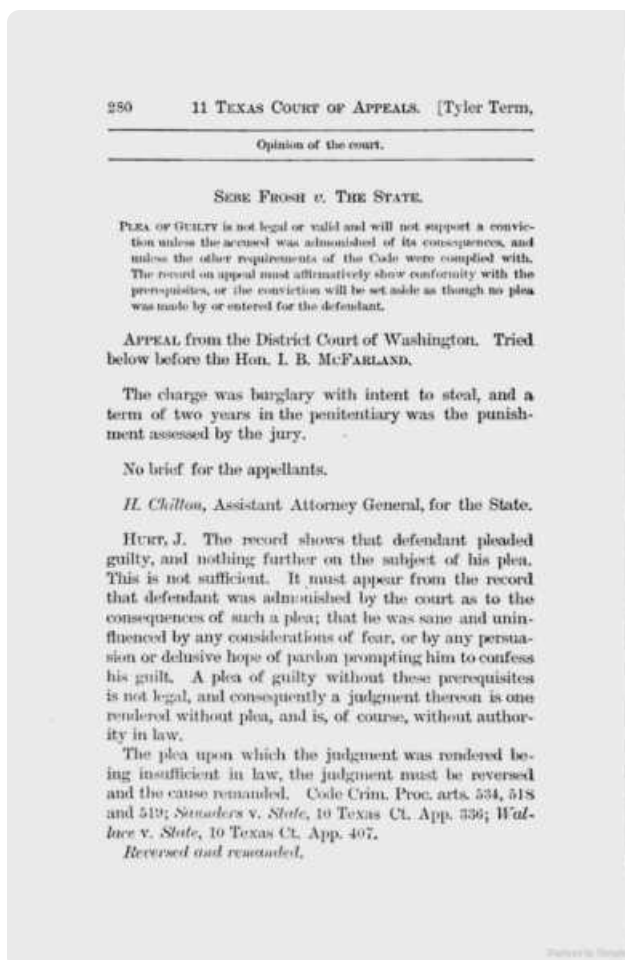 280 11 TEXAS COURT OF APPEALS. [Tyler Term,
Opinion of the court.
SEBE FROSH v. THE STATE.
PLEA OF GUILTY is not legal or valid and will not support a convic-
tion unless the accused was admonished of its consequences, and
unless the other requirements of the Code were complied with.
The record on appeal must affirmatively show conformity with the
prerequisites, or the conviction will be set aside as though no plea
was made by or entered for the defendant.
APPEAL from the District Court of Washington. Tried
below before the Hon. I. B. McFARLAND.
The charge was burglary with intent to steal, and a
term of two years in the penitentiary was the punish-
ment assessed by the jury.
No brief for the appellants.
H. Chilton, Assistant Attorney General, for the State.
HURT, J. The record shows that defendant pleaded
guilty, and nothing further on the subject of his plea.
This is not sufficient. It must appear from the record
that defendant was admonished by the court as to the
consequences of such a plea; that he was sane and unin-
fluenced by any considerations of fear, or by any persua-
sion or delusive hope of pardon prompting him to confess
his guilt. A plea of guilty without these prerequisites
is not legal, and consequently a judgment thereon is one
rendered without plea, and is, of course, without author-
ity in law.
The plea upon which the judgment was rendered be-
ing insufficient in law, the judgment must be reversed
and the cause remanded. Code Crim. Proc. arts. 534, 518
and 519; Saunders v. State, 10 Texas Ct. App. 336; Wal-
lace v. State, 10 Texas Ct. App. 407.
Reversed and remanded.